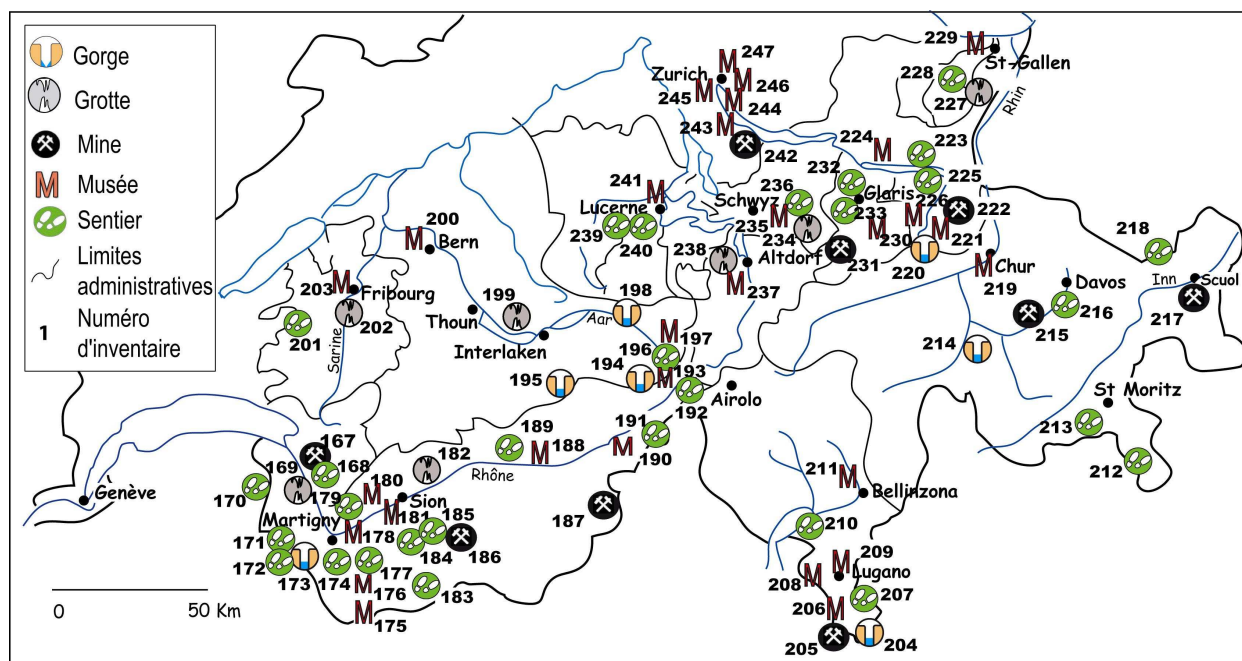 Gorge
Grotte
Mine
Musée
Sentier
Limites
administratives
1 Numéro
d'inventaire
0 50 Km
247
229
St-Gallen
Zurich
246
228
245
244
227
Rhin
243
242
224
223
232
225
241
236
Glaris
Lucerne
Schwyz
226
222
200
235
233
239
240
234
230
221
218
Bern
238
Altdorf
231
220
Chur
203
Fribourg
199
198
237
219
Davos
Inn
Scuol
202
Thoun
Aar
215
216
217
201
Sarine
Interlaken
197
196
214
195
194
193
Airolo
St Moritz
192
189
191
213
188
190
212
167
182
169
168
Rhône
211
170
179
180
Sion
Bellinzona
Genève
187
Martigny
181
185
210
171
178
184
186
172
173
174
177
209
208
Lugano
176
183
207
175
206
205
204